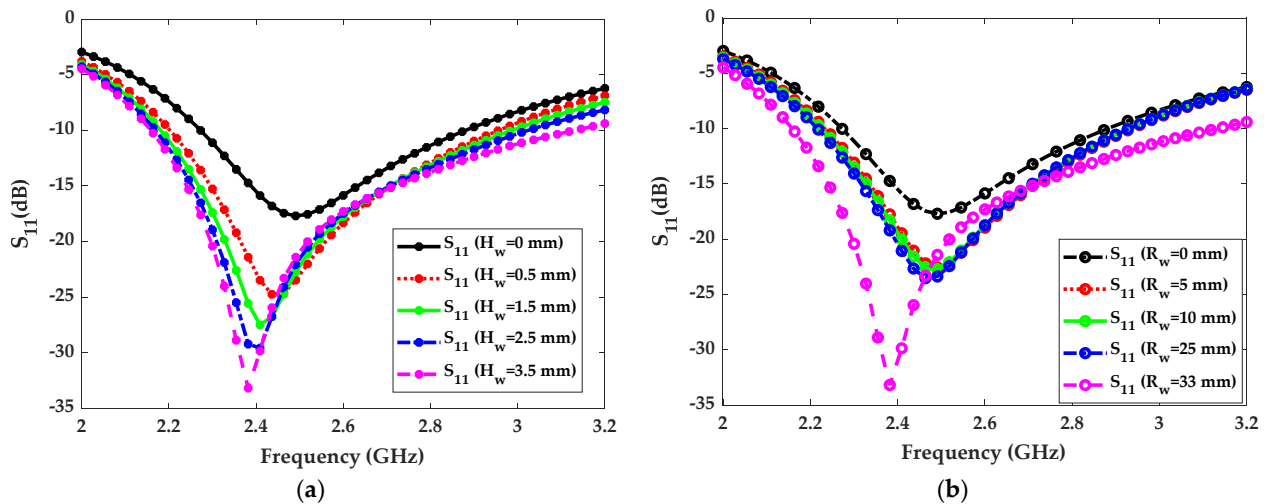 0
-5
-10
-15
-20
-25
-30
-35
S11(dB)
S11 (Hw=0 mm)
S11 (Hw=0.5 mm)
S11 (Hw=1.5 mm)
S11 (Hw=2.5 mm)
S11 (Hw=3.5 mm)
2 2.2 2.4 2.6 2.8 3 3.2
Frequency (GHz)
(a)
0
-5
-10
-15
-20
-25
-30
-35
S11(dB)
S11 (Rw=0 mm)
S11 (Rw=5 mm)
S11 (Rw=10 mm)
S11 (Rw=25 mm)
S11 (Rw=33 mm)
2 2.2 2.4 2.6 2.8 3 3.2
Frequency (GHz)
(b)